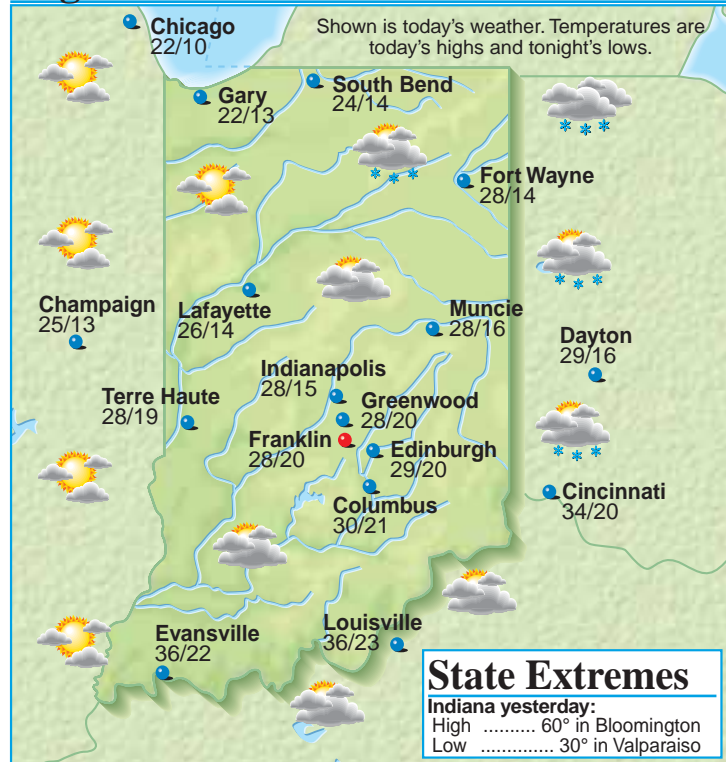 Chicago
22/10
Shown is today's weather. Temperatures are
today's highs and tonight's lows.
Gary
22/13
South Bend
24/14
Fort Wayne
28/14
Champaign
25/13
Lafayette
26/14
Muncie
28/16
Dayton
29/16
Indianapolis
28/15
Terre Haute
28/19
Greenwood
28/20
Franklin
28/20
Edinburgh
29/20
Columbus
30/21
Cincinnati
34/20
Louisville
36/23
Evansville
36/22
State Extremes
Indiana yesterday:
High .......... 60° in Bloomington
Low .............. 30° in Valparaiso